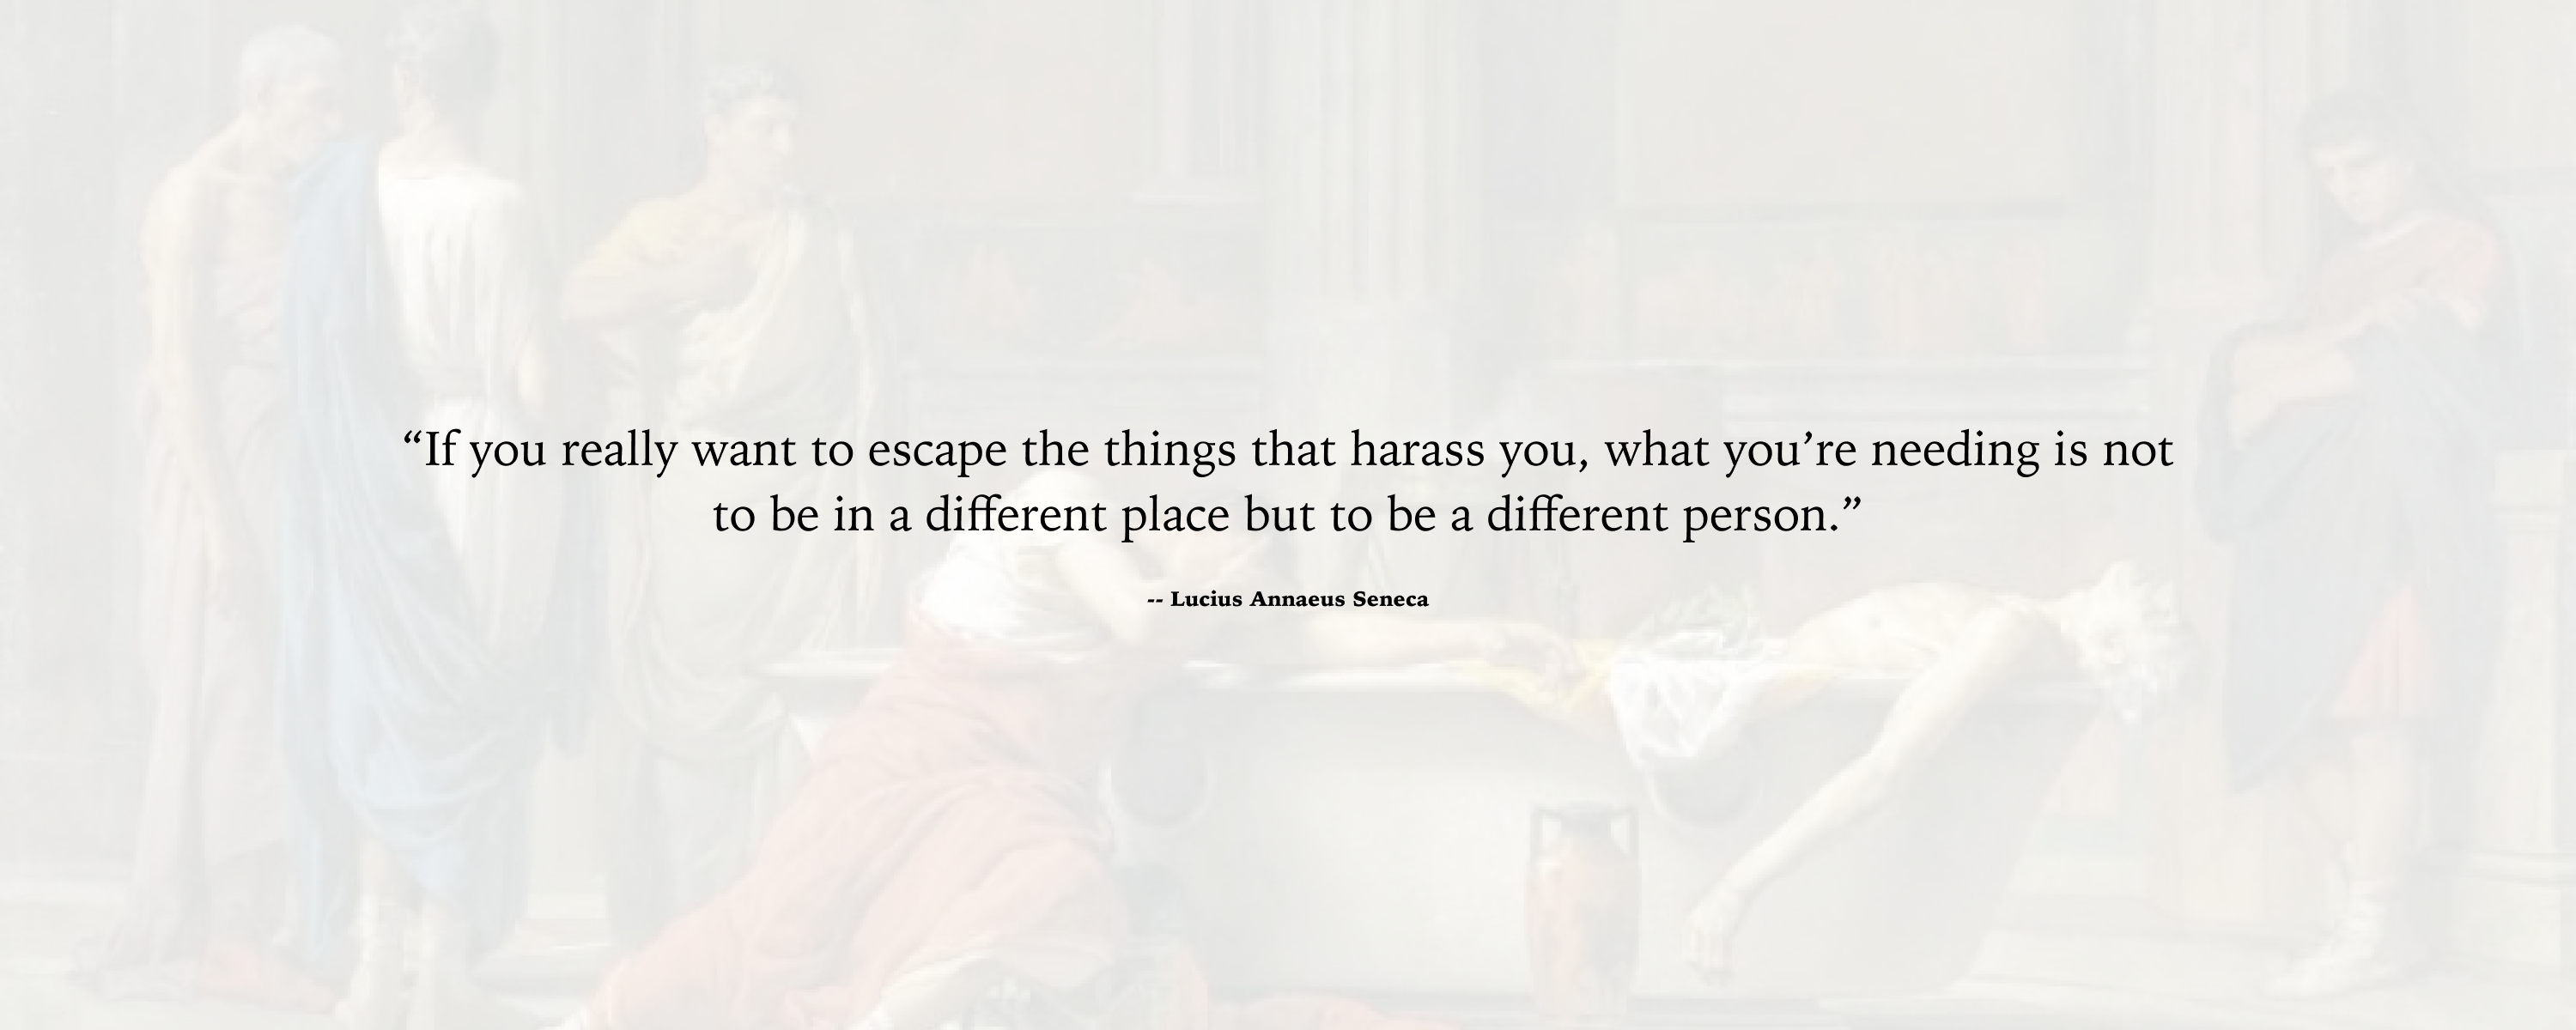 “If you really want to escape the things that harass you, what you’re needing is not
to be in a different place but to be a different person.”
-- Lucius Annaeus Seneca